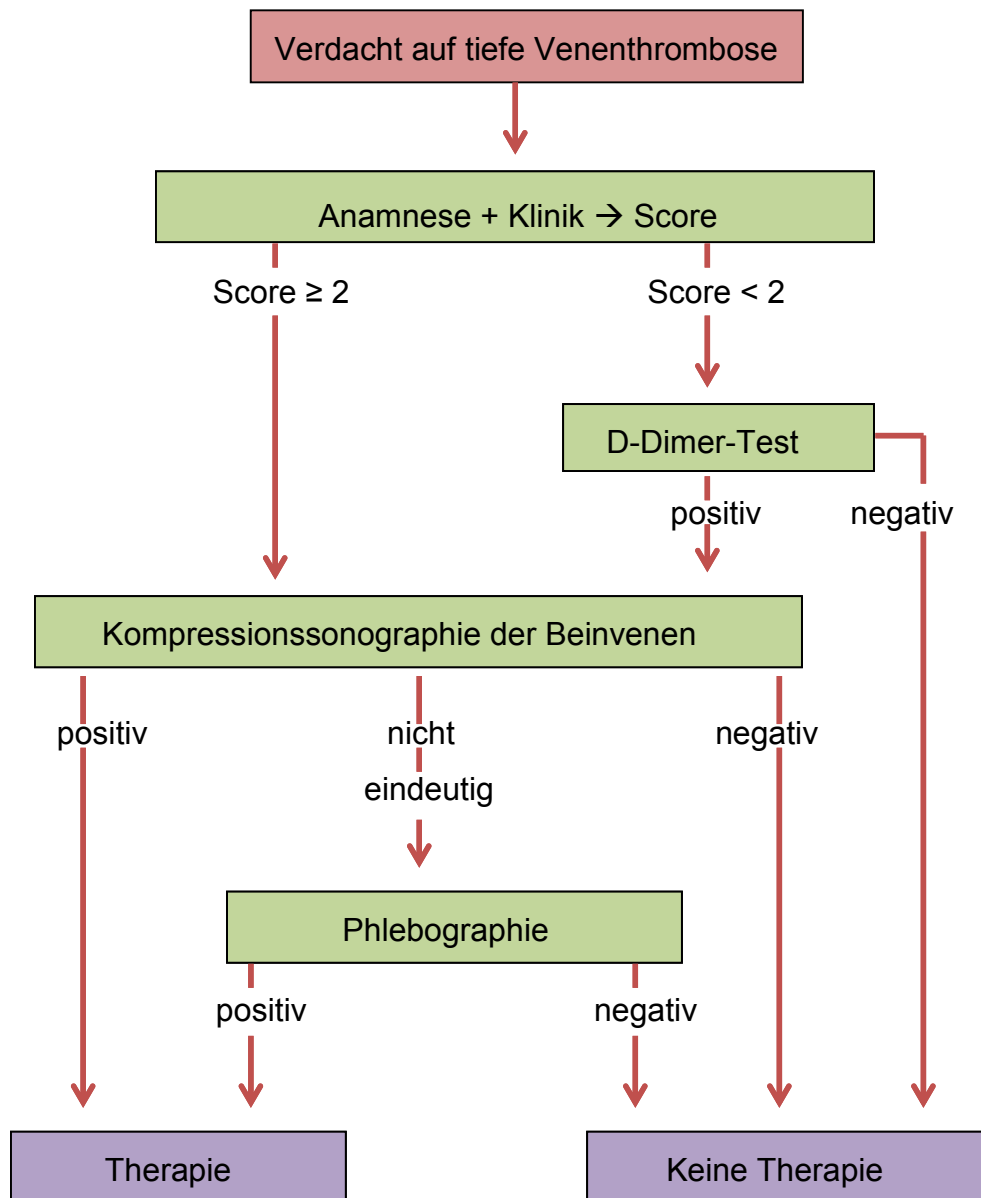 Verdacht auf tiefe Venenthrombose
Anamnese + Klinik → Score
Score ≥ 2
Score < 2
D-Dimer-Test
positiv
negativ
Kompressionssonographie der Beinvenen
positiv
nicht
eindeutig
negativ
Phlebographie
positiv
negativ
Therapie
Keine Therapie